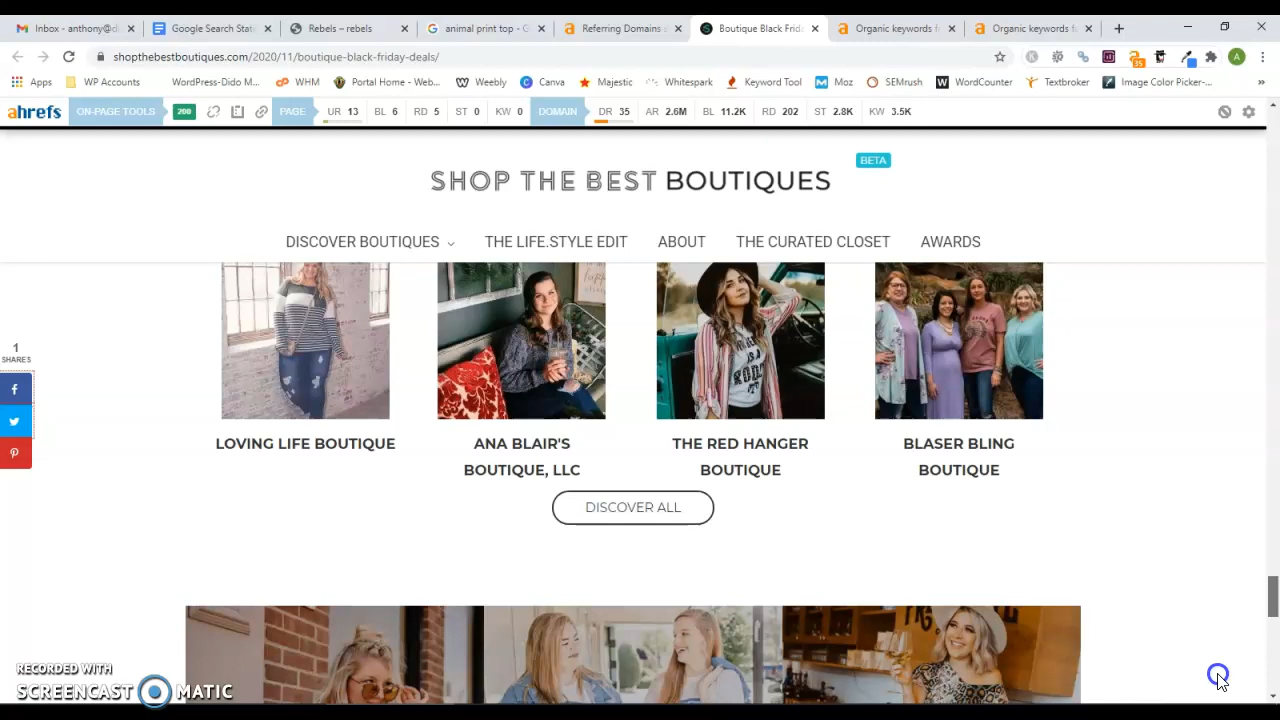 Inbox - anthony@d
Google Search State
Rebels – rebels
animal print top - G
Referring Domains
Boutique Black Frid
Organic keywords f
Organic keywords fo
shopthebestboutiques.com/2020/11/boutique-black-friday-deals/
A
Apps
WP Accounts
WordPress-Dido M...
WHM
Portal Home - Web...
Weebly
Canva
Majestic
Whitespark
Keyword Tool
Moz
SEMrush
WordCounter
Textbroker
Image Color Picker-...
ahrefs ON-PAGE TOOLS 200 PAGE UR 13 BL 6 RD 5 ST 0 KW 0 DOMAIN DR 35 AR 2.6M BL 11.2K RD 202 ST 2.8K KW 3.5K
BETA
SHOP THE BEST BOUTIQUES
DISCOVER BOUTIQUES THE LIFE.STYLE EDIT ABOUT THE CURATED CLOSET AWARDS
1
SHARES
LOVING LIFE BOUTIQUE
ANA BLAIR'S
BOUTIQUE, LLC
THE RED HANGER
BOUTIQUE
BLASER BLING
BOUTIQUE
DISCOVER ALL
RECORDED WITH
SCREENCAST MATIC